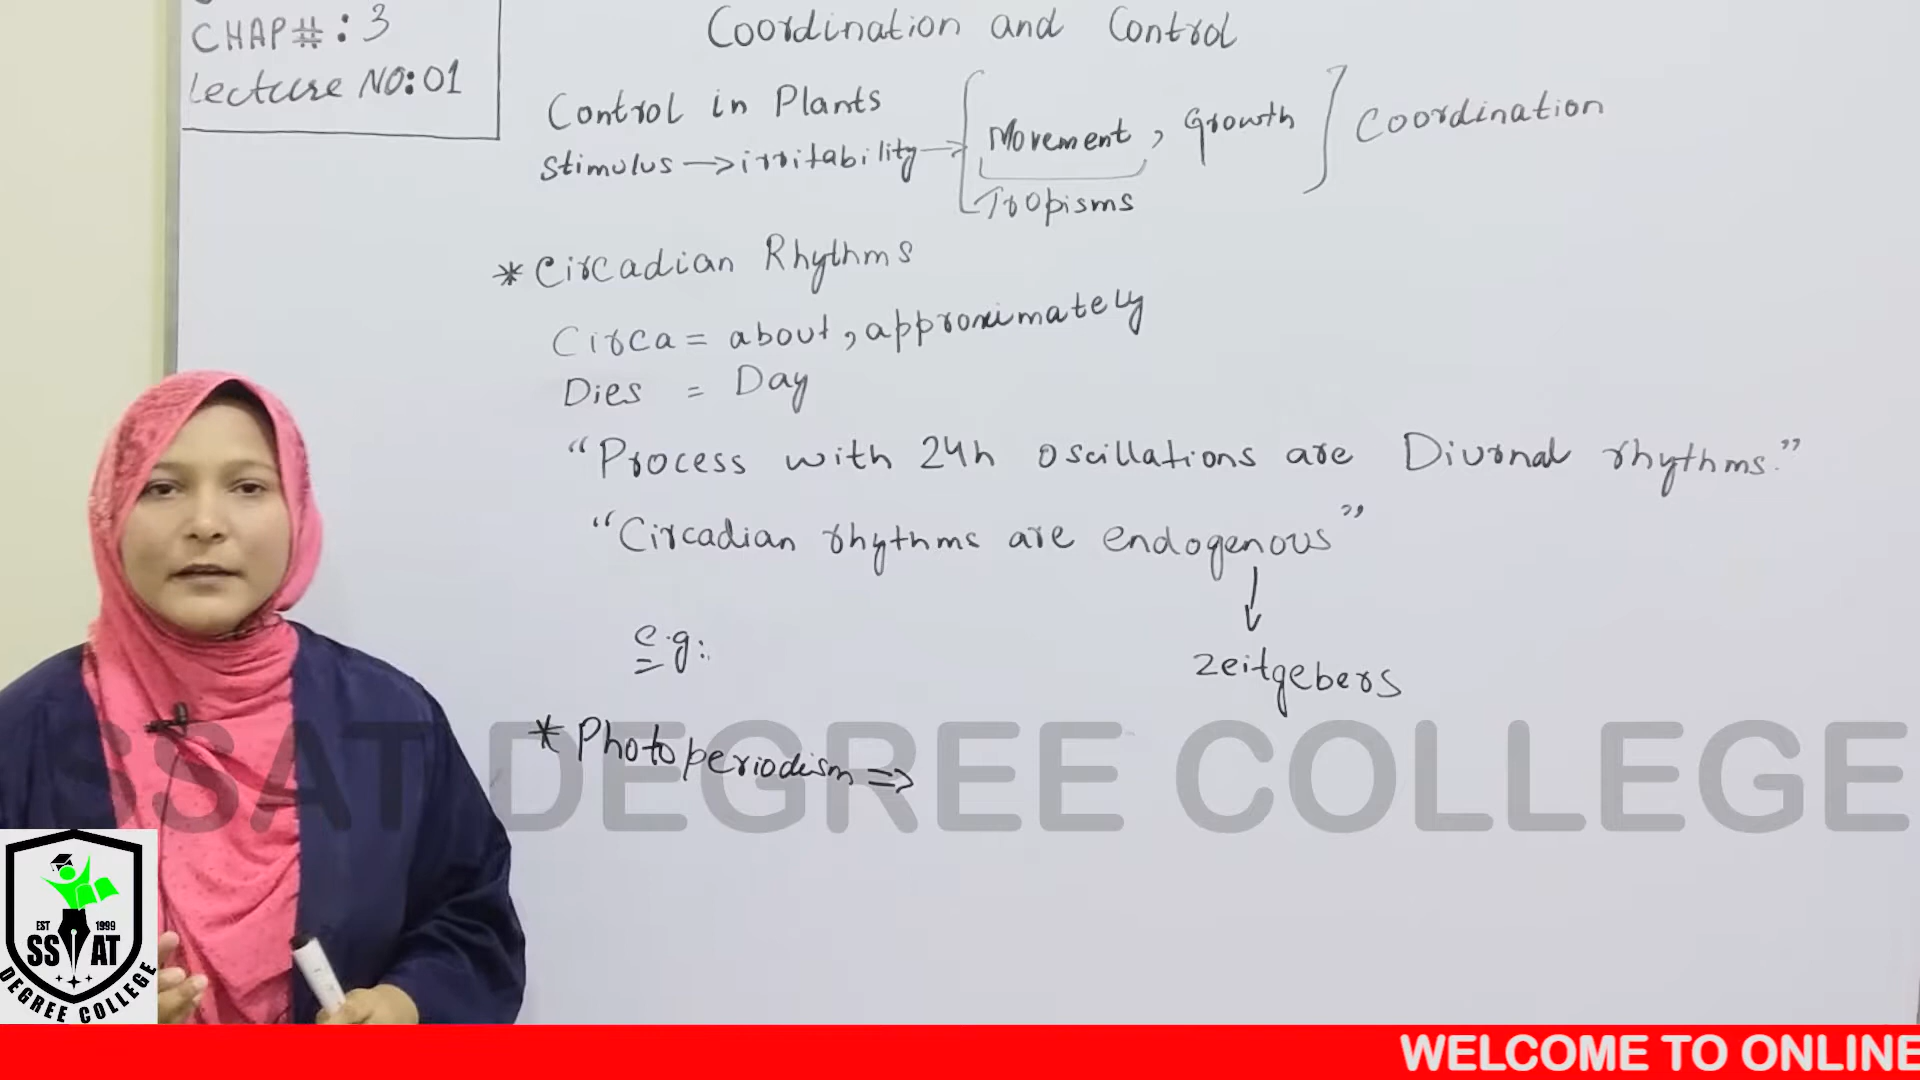 CHAP#:3
Lecture NO:01
Coordination and Control
Control in Plants
Stimulus → irritability → [Movement, Growth] Coordination
Tropisms
* Circadian Rhythms
Circa = about, approximately
Dies = Day
“Process with 24h oscillations are Diurnal rhythms.”
“Circadian rhythms are endogenous”
↓
e.g:
zeitgebers
* Photoperiodism ⇒
SSAT DEGREE COLLEGE
EST 1999
SSAT
DEGREE COLLEGE
WELCOME TO ONLINE